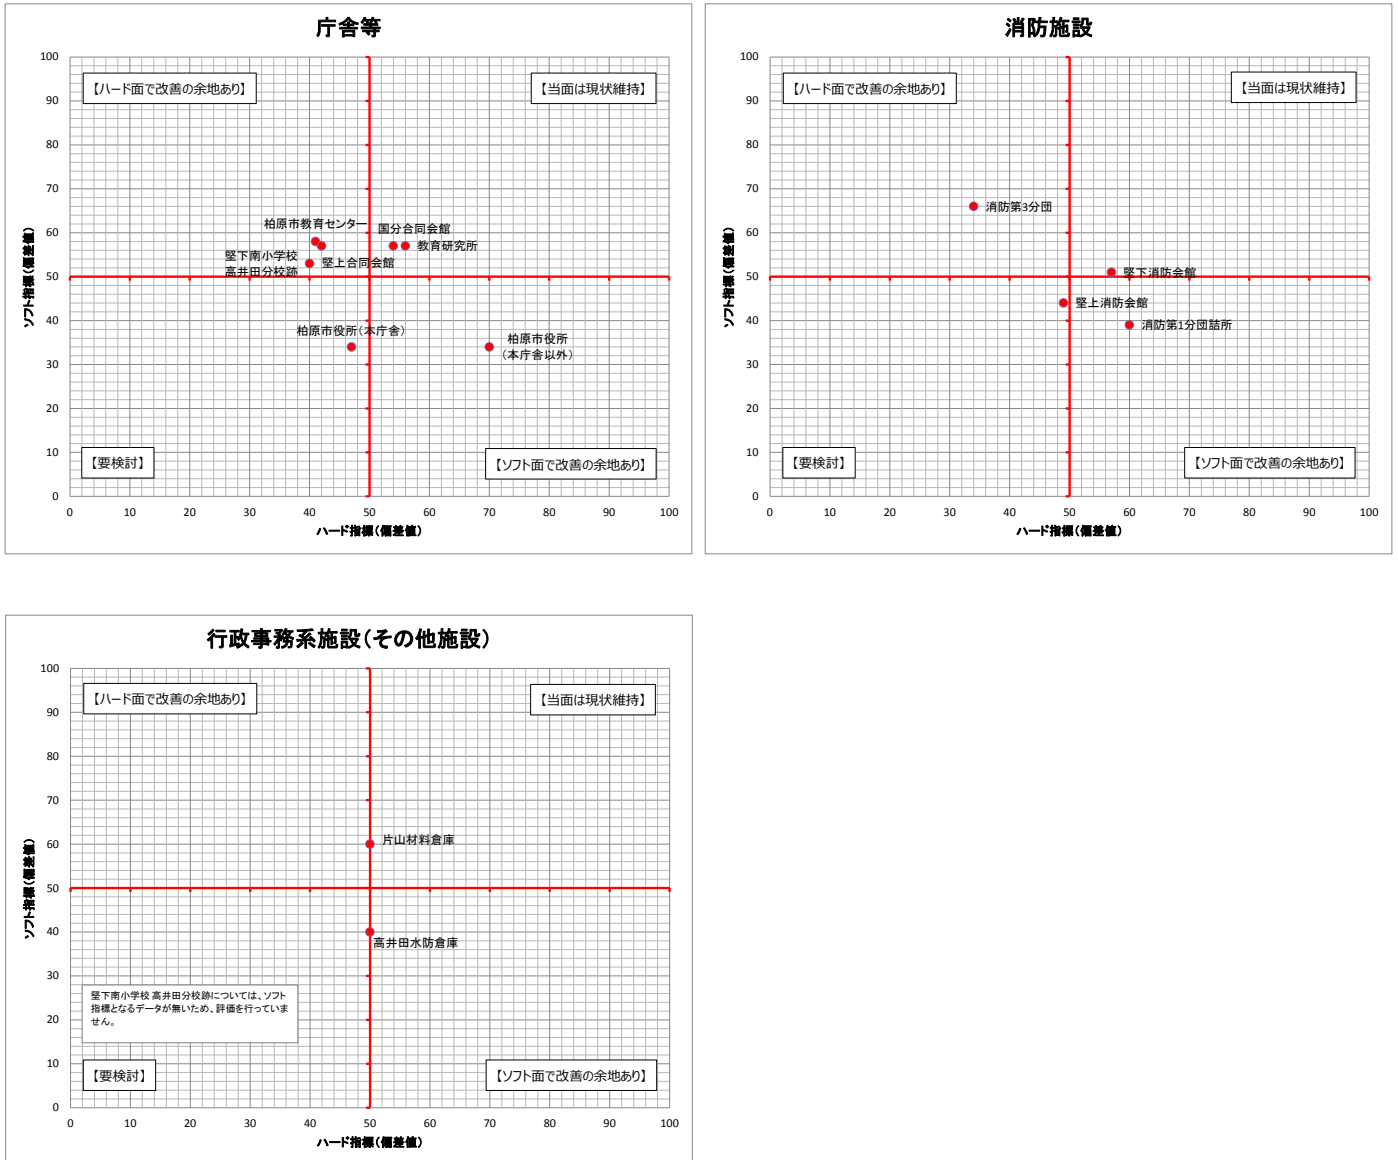 庁舎等
100
90
80
70
60
50
40
30
20
10
0
ソフト指標(偏差値)
【ハード面で改善の余地あり】
【当面は現状維持】
柏原市教育センター
国分合同会館
教育研究所
堅下南小学校
高井田分校跡
堅上合同会館
柏原市役所(本庁舎)
柏原市役所
(本庁舎以外)
【要検討】
【ソフト面で改善の余地あり】
0 10 20 30 40 50 60 70 80 90 100
ハード指標(偏差値)
消防施設
100
90
80
70
60
50
40
30
20
10
0
ソフト指標(偏差値)
【ハード面で改善の余地あり】
【当面は現状維持】
消防第3分団
堅下消防会館
堅上消防会館
消防第1分団詰所
【要検討】
【ソフト面で改善の余地あり】
0 10 20 30 40 50 60 70 80 90 100
ハード指標(偏差値)
行政事務系施設(その他施設)
100
90
80
70
60
50
40
30
20
10
0
ソフト指標(偏差値)
【ハード面で改善の余地あり】
【当面は現状維持】
片山材料倉庫
高井田水防倉庫
堅下南小学校 高井田分校跡については、ソフト
指標となるデータが無いため、評価を行っていま
せん。
【要検討】
【ソフト面で改善の余地あり】
0 10 20 30 40 50 60 70 80 90 100
ハード指標(偏差値)